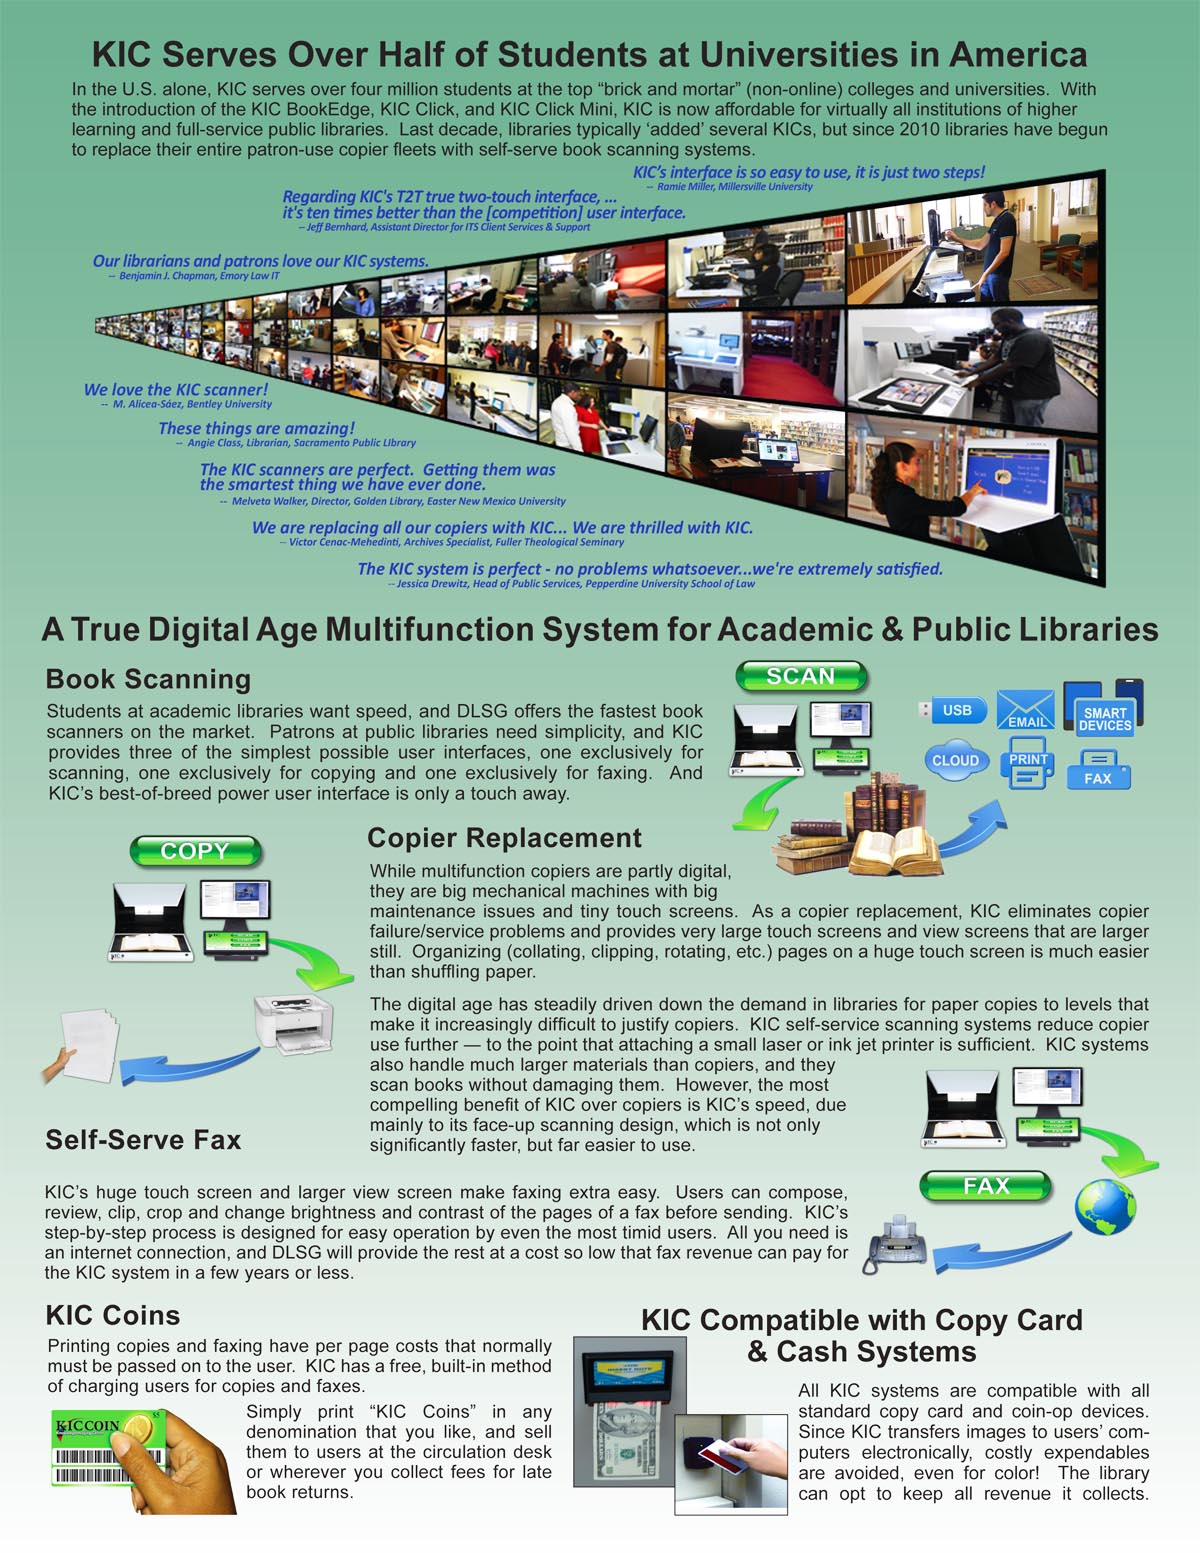 KIC Serves Over Half of Students at Universities in America
In the U.S. alone, KIC serves over four million students at the top “brick and mortar” (non-online) colleges and universities. With
the introduction of the KIC BookEdge, KIC Click, and KIC Click Mini, KIC is now affordable for virtually all institutions of higher
learning and full-service public libraries. Last decade, libraries typically ‘added’ several KICs, but since 2010 libraries have begun
to replace their entire patron-use copier fleets with self-serve book scanning systems.
KIC’s interface is so easy to use, it is just two steps!
-- Ramie Miller, Millersville University
Regarding KIC's T2T true two-touch interface, ...
it's ten times better than the [competition] user interface.
-- Jeff Bernhard, Assistant Director for ITS Client Services & Support
Our librarians and patrons love our KIC systems.
-- Benjamin J. Chapman, Emory Law IT
We love the KIC scanner!
-- M. Alicea-Sáez, Bentley University
These things are amazing!
-- Angie Class, Librarian, Sacramento Public Library
The KIC scanners are perfect. Getting them was
the smartest thing we have ever done.
-- Melveta Walker, Director, Golden Library, Easter New Mexico University
We are replacing all our copiers with KIC... We are thrilled with KIC.
-- Victor Cenac-Mehedinti, Archives Specialist, Fuller Theological Seminary
The KIC system is perfect - no problems whatsoever...we're extremely satisfied.
-- Jessica Drewitz, Head of Public Services, Pepperdine University School of Law
A True Digital Age Multifunction System for Academic & Public Libraries
Book Scanning
Students at academic libraries want speed, and DLSG offers the fastest book
scanners on the market. Patrons at public libraries need simplicity, and KIC
provides three of the simplest possible user interfaces, one exclusively for
scanning, one exclusively for copying and one exclusively for faxing. And
KIC’s best-of-breed power user interface is only a touch away.
SCAN
USB
EMAIL
SMART
DEVICES
CLOUD
PRINT
FAX
COPY
Copier Replacement
While multifunction copiers are partly digital,
they are big mechanical machines with big
maintenance issues and tiny touch screens. As a copier replacement, KIC eliminates copier
failure/service problems and provides very large touch screens and view screens that are larger
still. Organizing (collating, clipping, rotating, etc.) pages on a huge touch screen is much easier
than shuffling paper.
The digital age has steadily driven down the demand in libraries for paper copies to levels that
make it increasingly difficult to justify copiers. KIC self-service scanning systems reduce copier
use further — to the point that attaching a small laser or ink jet printer is sufficient. KIC systems
also handle much larger materials than copiers, and they
scan books without damaging them. However, the most
compelling benefit of KIC over copiers is KIC’s speed, due
mainly to its face-up scanning design, which is not only
significantly faster, but far easier to use.
Self-Serve Fax
KIC’s huge touch screen and larger view screen make faxing extra easy. Users can compose,
review, clip, crop and change brightness and contrast of the pages of a fax before sending. KIC’s
step-by-step process is designed for easy operation by even the most timid users. All you need is
an internet connection, and DLSG will provide the rest at a cost so low that fax revenue can pay for
the KIC system in a few years or less.
FAX
KIC Coins
Printing copies and faxing have per page costs that normally
must be passed on to the user. KIC has a free, built-in method
of charging users for copies and faxes.
KIC COIN
$5
Simply print “KIC Coins” in any
denomination that you like, and sell
them to users at the circulation desk
or wherever you collect fees for late
book returns.
KIC Compatible with Copy Card
& Cash Systems
INSERT NOTE
All KIC systems are compatible with all
standard copy card and coin-op devices.
Since KIC transfers images to users’ com-
puters electronically, costly expendables
are avoided, even for color! The library
can opt to keep all revenue it collects.